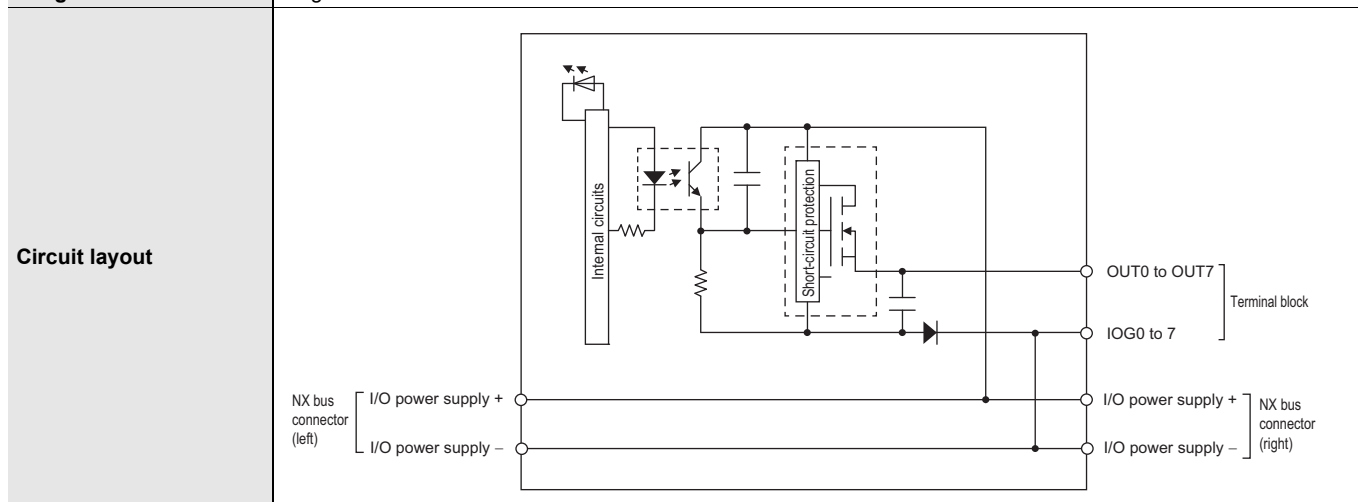 Circuit layout
Internal circuits
Short-circuit protection
OUT0 to OUT7
Terminal block
IOG0 to 7
NX bus
connector
(left)
I/O power supply +
I/O power supply –
I/O power supply +
I/O power supply –
NX bus
connector
(right)